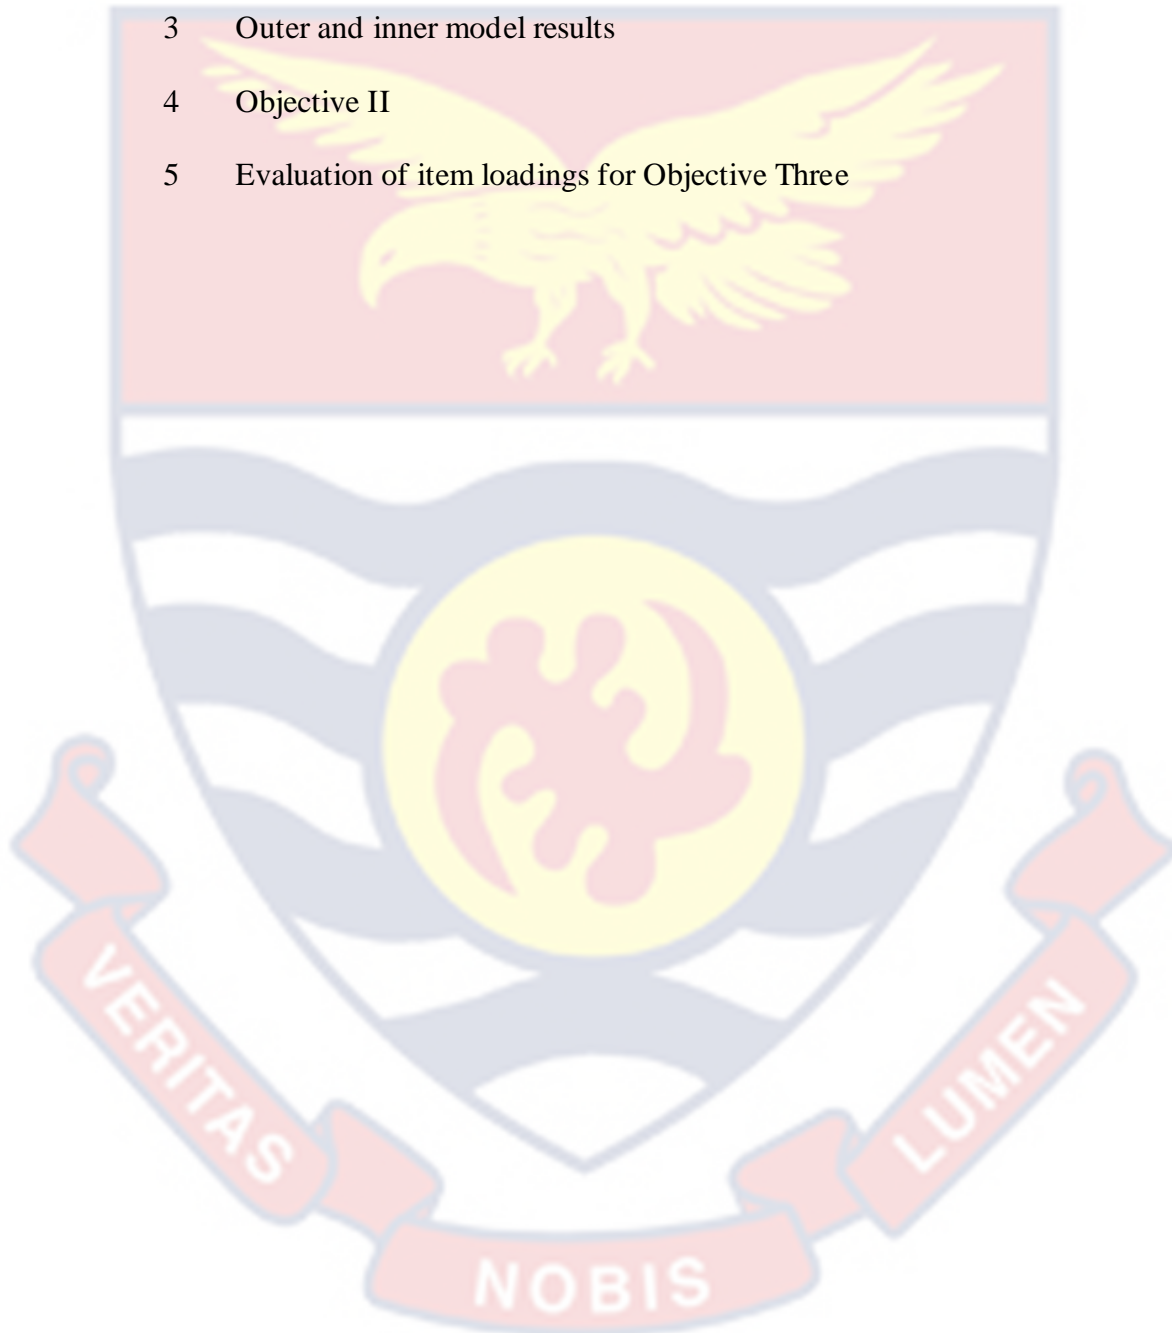 3 Outer and inner model results
4 Objective II
5 Evaluation of item loadings for Objective Three
VERITAS
NOBIS
LUMEN